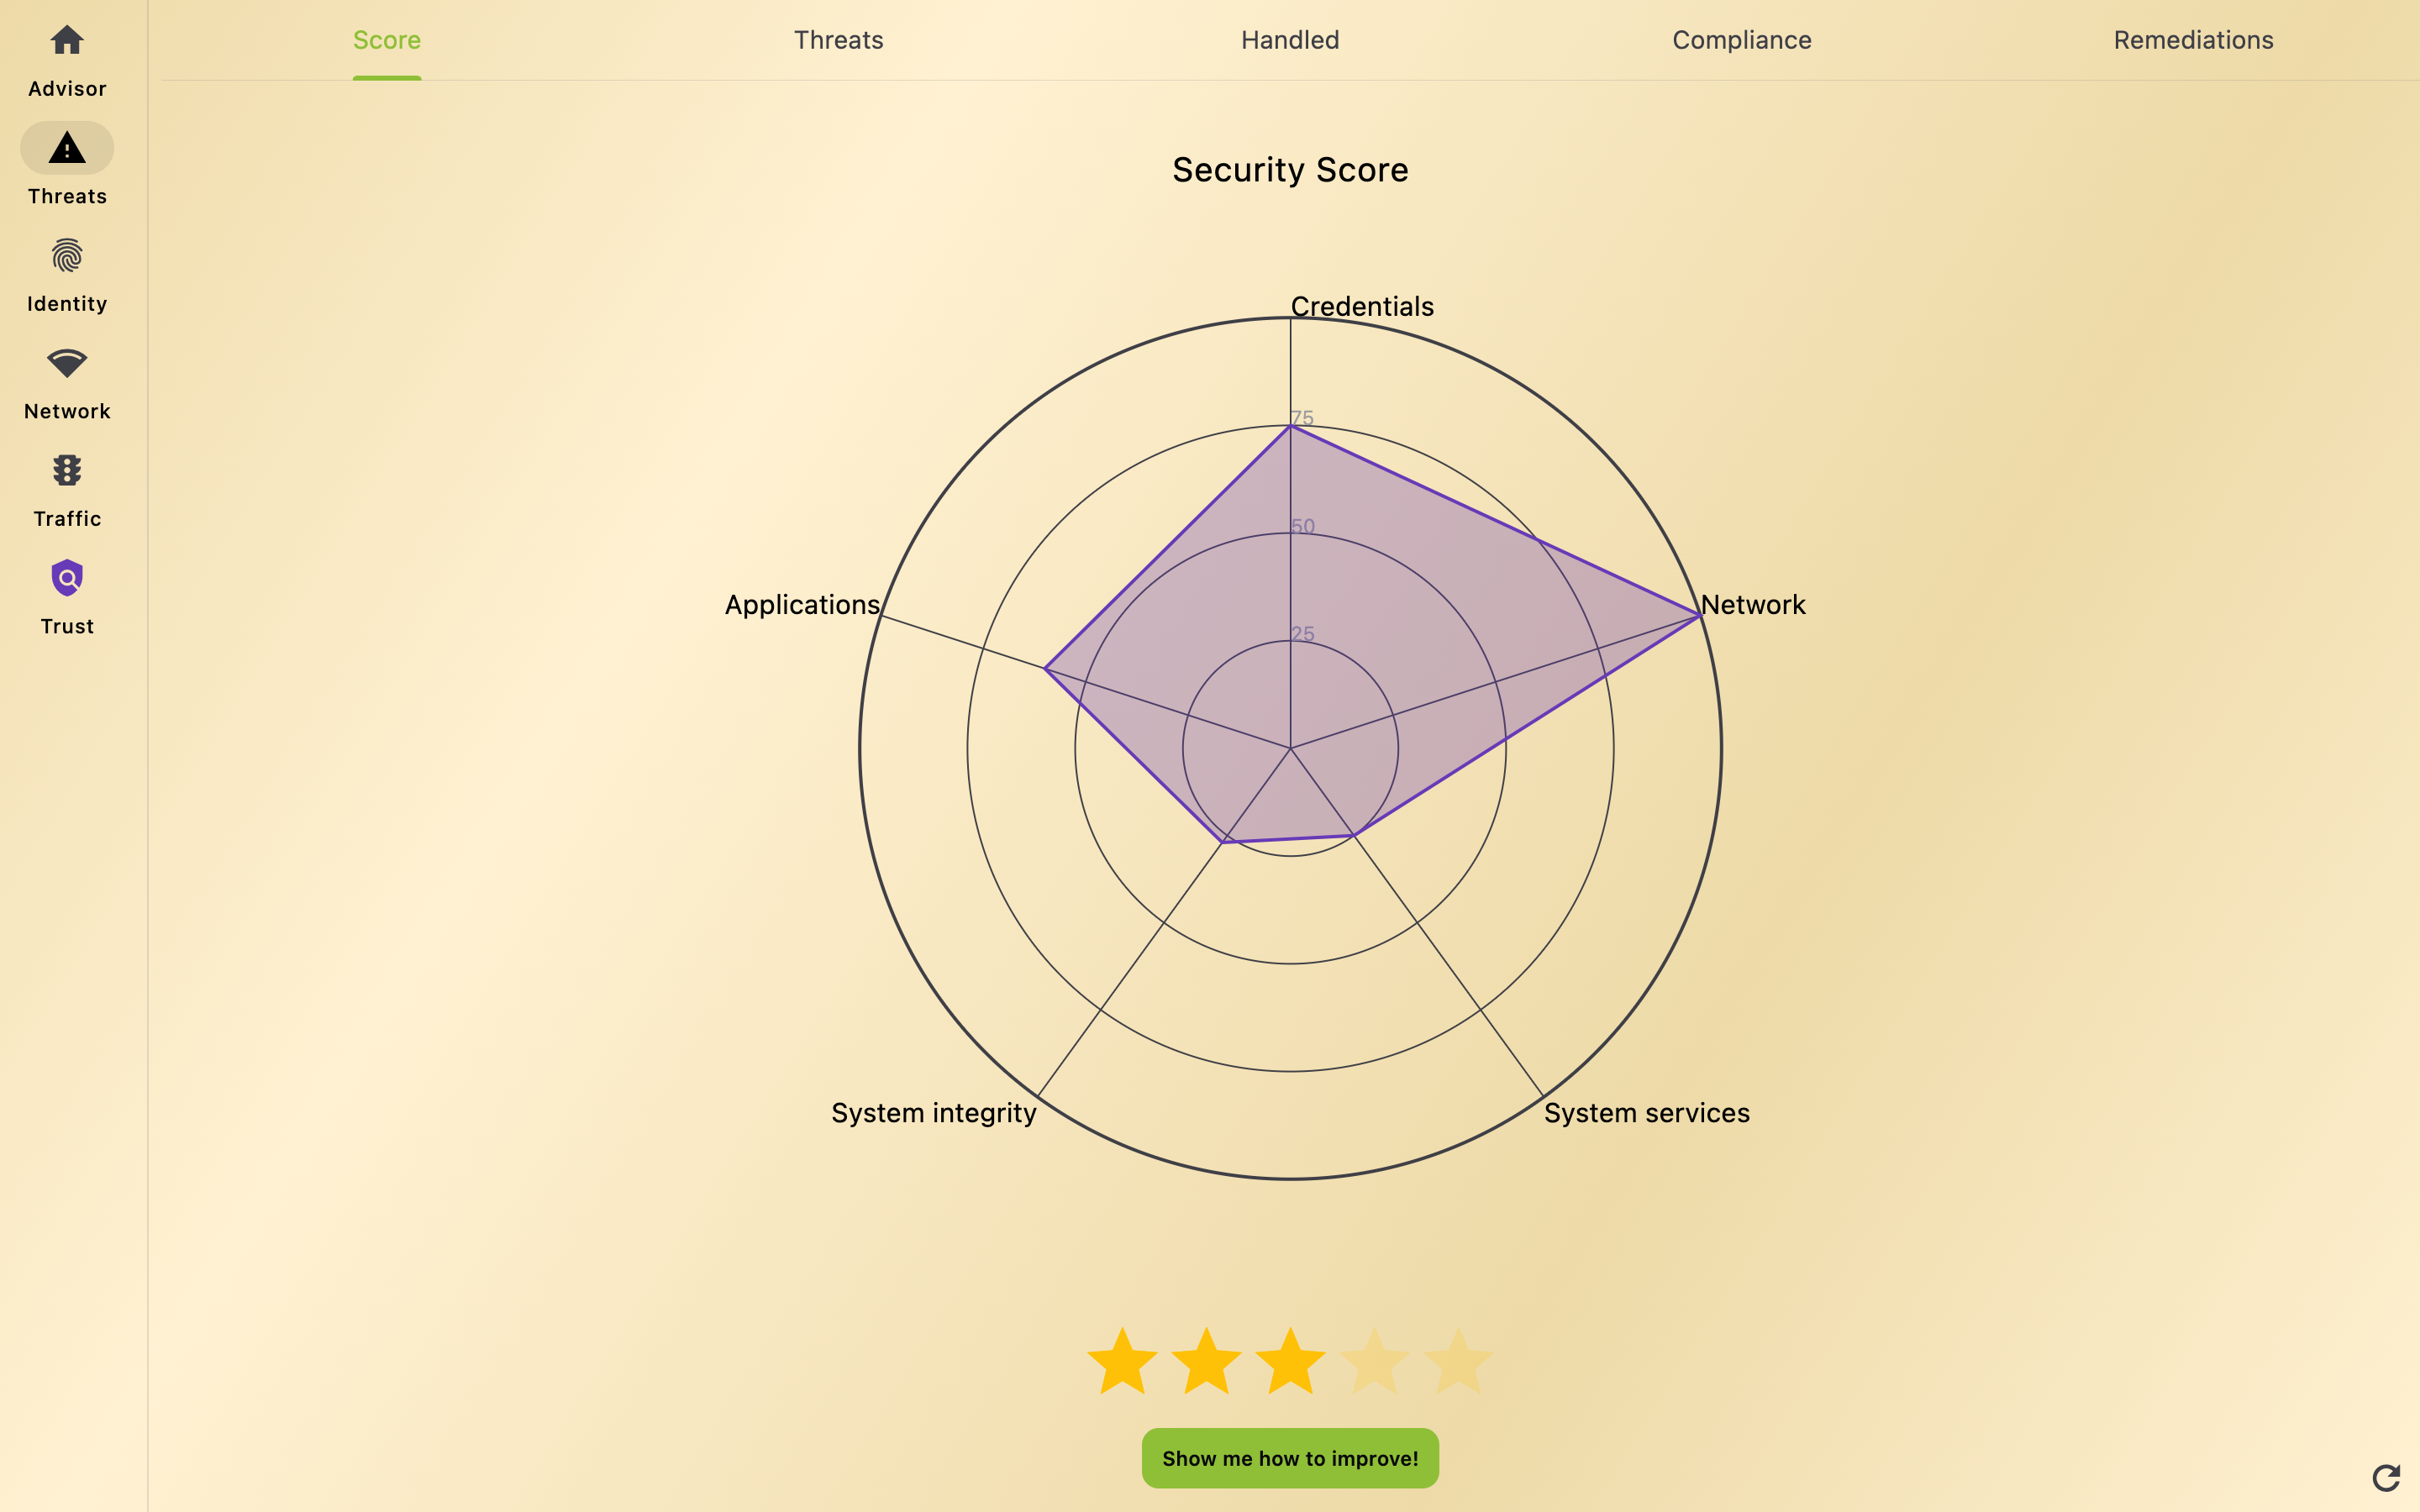 Advisor
Threats
Identity
Network
Traffic
Trust
Score
Threats
Handled
Compliance
Remediations
Security Score
Credentials
75
50
25
Applications
Network
System integrity
System services
Show me how to improve!